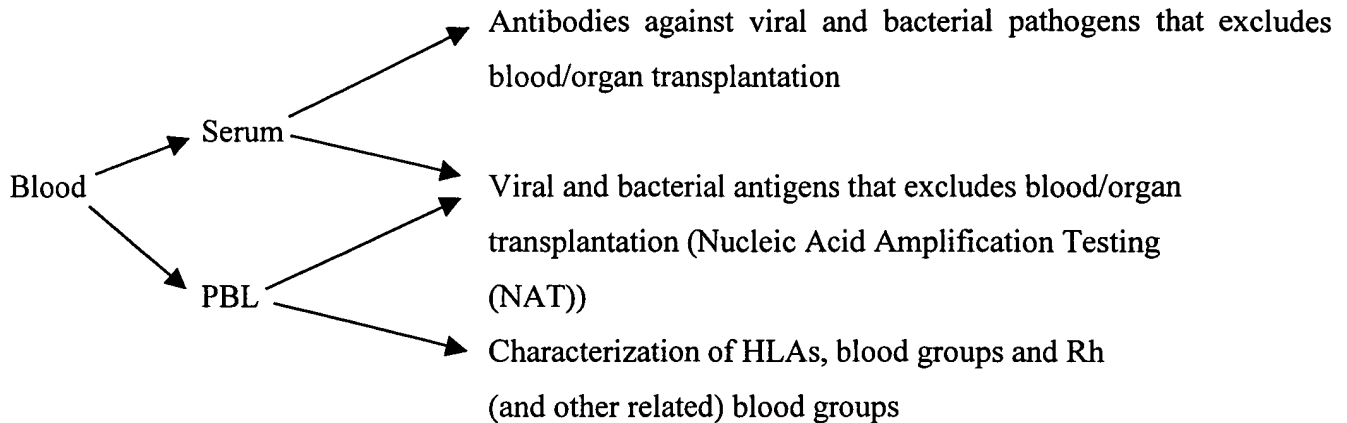 Antibodies against viral and bacterial pathogens that excludes
blood/organ transplantation
Serum
Blood
Viral and bacterial antigens that excludes blood/organ
transplantation (Nucleic Acid Amplification Testing
(NAT))
PBL
Characterization of HLAs, blood groups and Rh
(and other related) blood groups